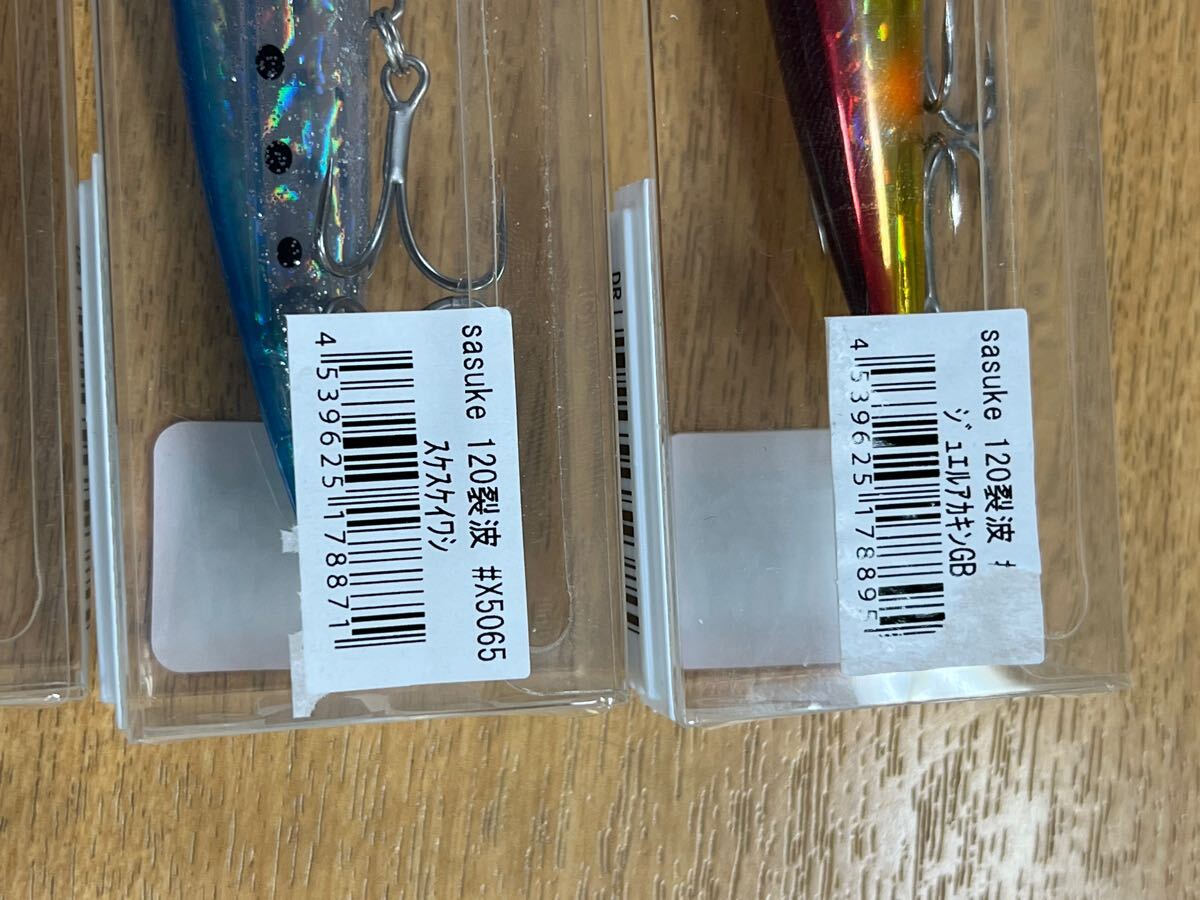 sasuke 120裂波 #X5065
ｽｹｽｹｲﾜｼ
4 539625 178871
DR
sasuke 120裂波
ｼﾞｭｴﾙｱｶｷﾝGB
4 539625 178895